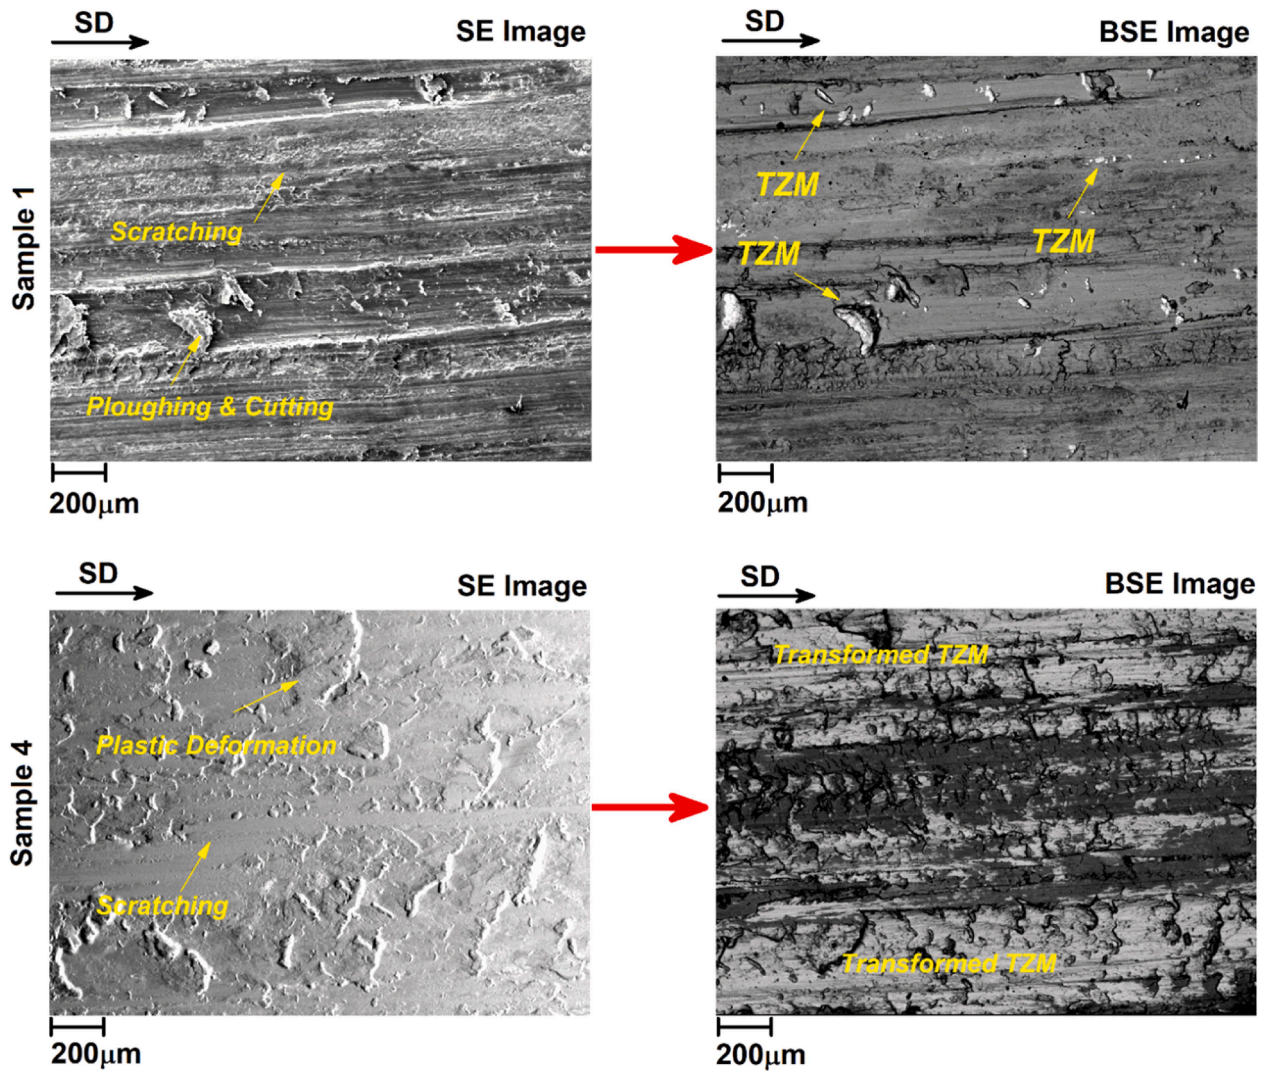 SD
SE Image
SD
BSE Image
Sample 1
Scratching
Ploughing & Cutting
TZM
TZM
TZM
200µm
200µm
SD
SE Image
SD
BSE Image
Sample 4
Plastic Deformation
Scratching
Transformed TZM
Transformed TZM
200µm
200µm